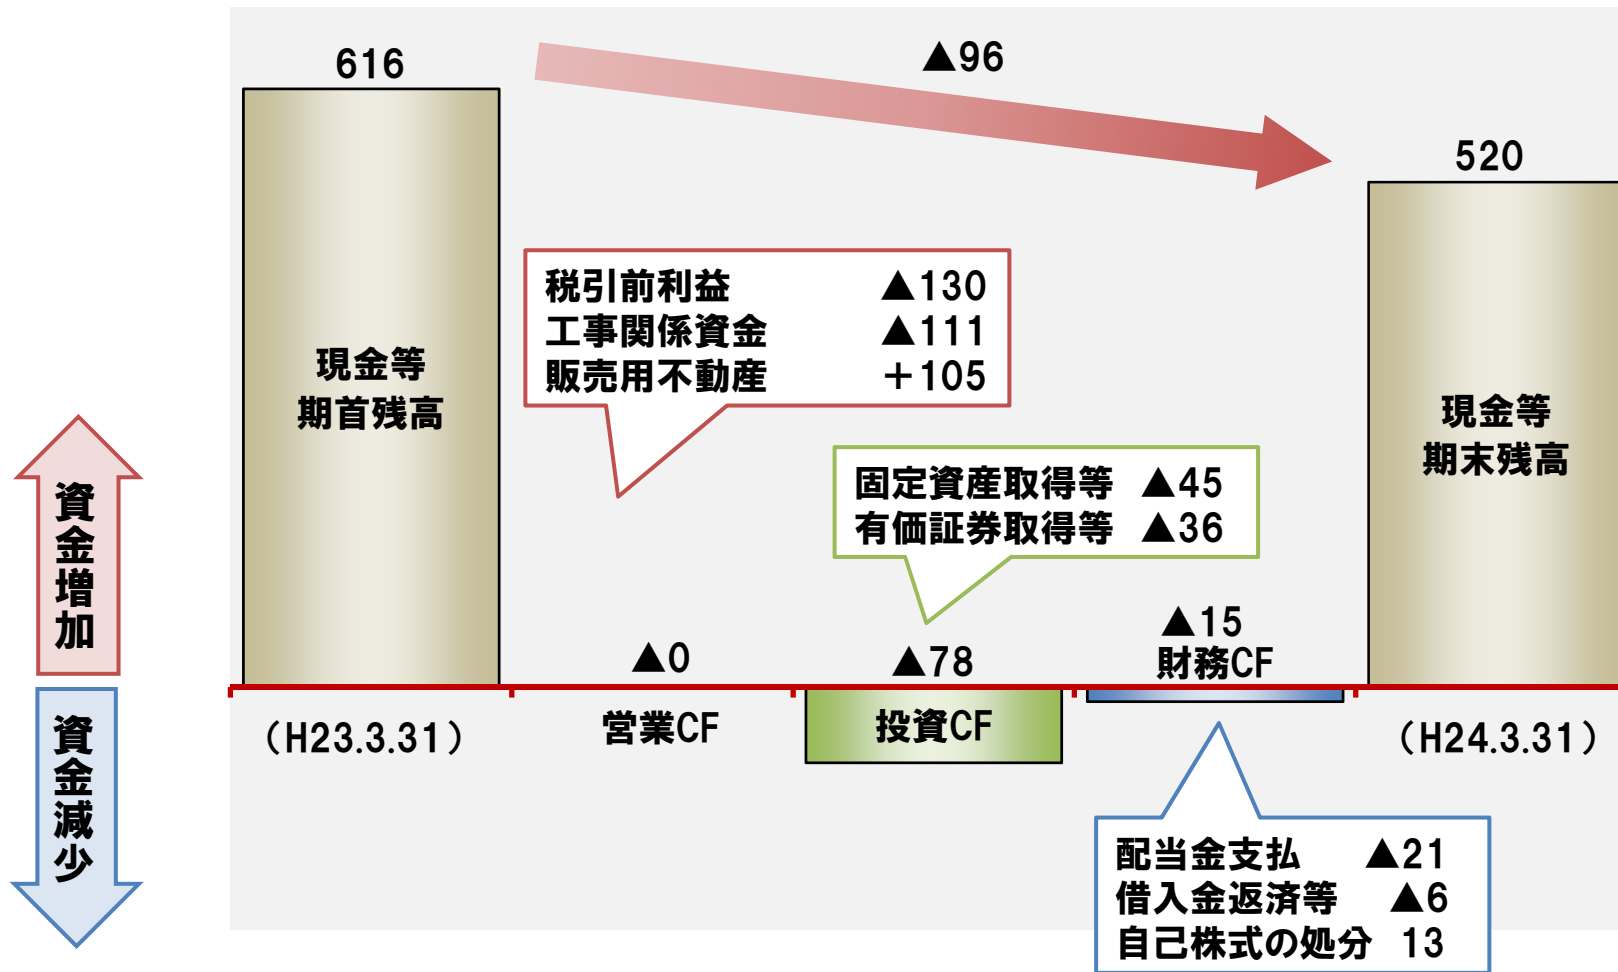 616
▲96
520
税引前利益 ▲130
工事関係資金 ▲111
販売用不動産 +105
現金等
期首残高
現金等
期末残高
固定資産取得等 ▲45
有価証券取得等 ▲36
資金増加
▲0
▲78
▲15
財務CF
(H23.3.31)
営業CF
投資CF
(H24.3.31)
資金減少
配当金支払 ▲21
借入金返済等 ▲6
自己株式の処分 13